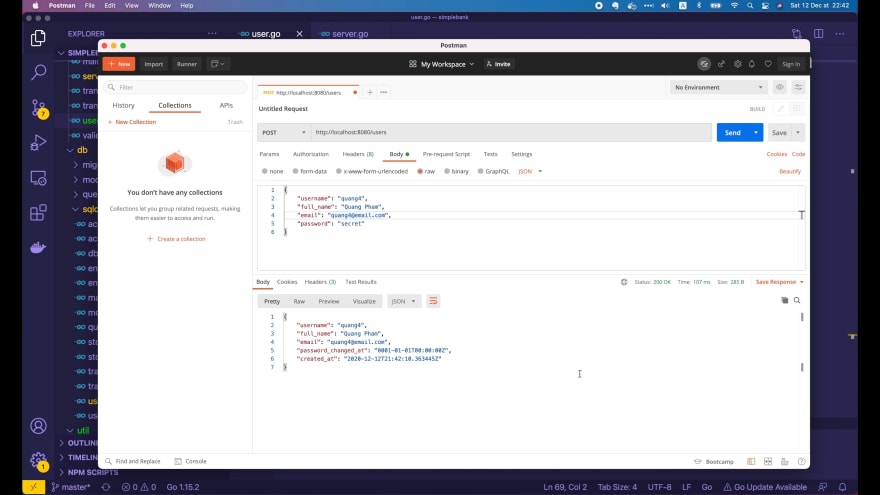 Postman File Edit View Window Help
A
Sat 12 Dec at 22:42
user.go — simplebank
EXPLORER
user.go
server.go
Postman
New
Import
Runner
My Workspace
Invite
Sign In
Filter
History
Collections
APIs
New Collection
Trash
You don't have any collections
Collections let you group related requests, making
them easier to access and run.
Create a collection
POST http://localhost:8080/users
No Environment
Untitled Request
BUILD
POST
http://localhost:8080/users
Send
Save
Params Authorization Headers (8) Body Pre-request Script Tests Settings
Cookies Code
none form-data x-www-form-urlencoded raw binary GraphQL JSON
Beautify
1 {
2 "username": "quang4",
3 "full_name": "Quang Pham",
4 "email": "quang4@email.com",
5 "password": "secret"
6 }
Body Cookies Headers (3) Test Results
Status: 200 OK Time: 107 ms Size: 285 B Save Response
Pretty Raw Preview Visualize JSON
1 {
2 "username": "quang4",
3 "full_name": "Quang Pham",
4 "email": "quang4@email.com",
5 "password_changed_at": "0001-01-01T00:00:00Z",
6 "created_at": "2020-12-12T21:42:10.363445Z"
7 }
Find and Replace
Console
Bootcamp
db
util
TIMELIN
NPM SCRIPTS
7
1
master*
0 0
Go 1.15.2
Ln 69, Col 2
Tab Size: 4
UTF-8
LF
Go
Go Update Available